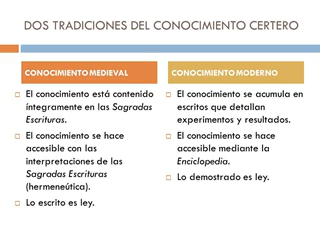 DOS TRADICIONES DEL CONOCIMIENTO CERTERO
CONOCIMIENTO MEDIEVAL
El conocimiento está contenido
íntegramente en las Sagradas
Escrituras.
El conocimiento se hace
accesible con las
interpretaciones de las
Sagradas Escrituras
(hermeneútica).
Lo escrito es ley.
CONOCIMIENTO MODERNO
El conocimiento se acumula en
escritos que detallan
experimentos y resultados.
El conocimiento se hace
accesible mediante la
Enciclopedia.
Lo demostrado es ley.